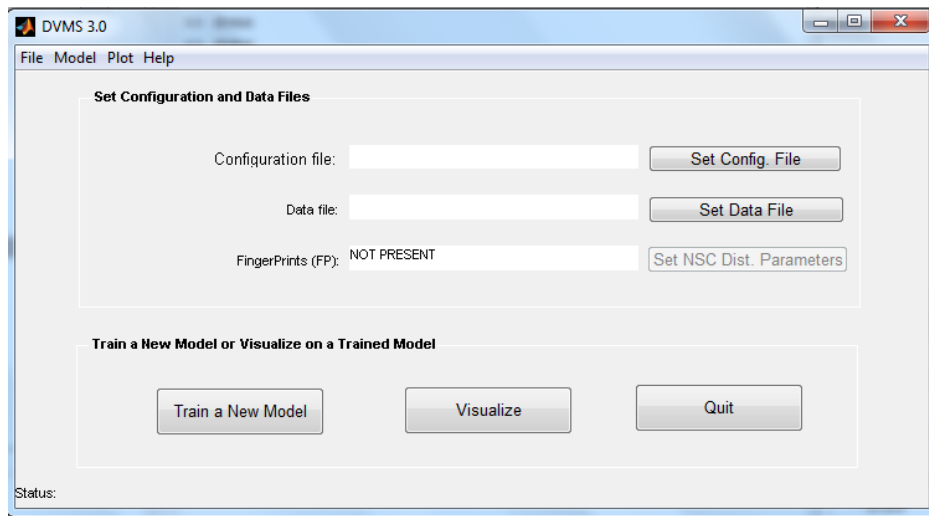 DVMS 3.0
File Model Plot Help
Set Configuration and Data Files
Configuration file: Set Config. File
Data file: Set Data File
FingerPrints (FP): NOT PRESENT Set NSC Dist. Parameters
Train a New Model or Visualize on a Trained Model
Train a New Model Visualize Quit
Status: